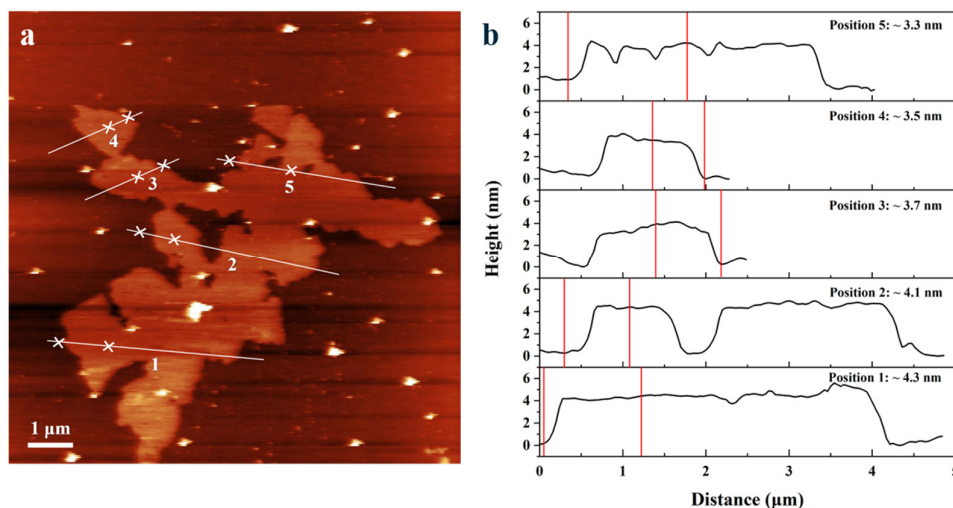 a
4
3
5
2
1
1 µm
b
Height (nm)
Position 5: ~ 3.3 nm
6
4
2
0
Position 4: ~ 3.5 nm
6
4
2
0
Position 3: ~ 3.7 nm
6
4
2
0
Position 2: ~ 4.1 nm
6
4
2
0
Position 1: ~ 4.3 nm
6
4
2
0
0 1 2 3 4 5
Distance (µm)